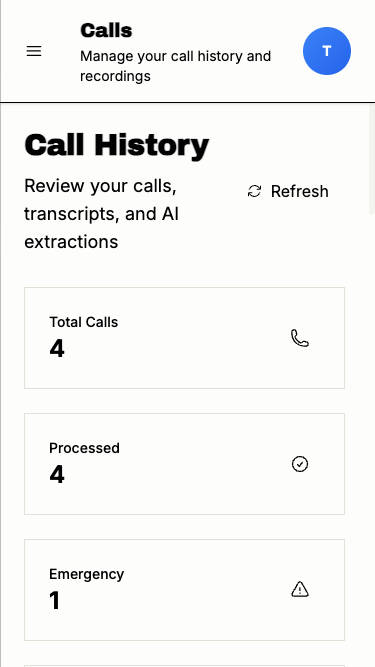 Calls
Manage your call history and
recordings
T
Call History
Review your calls,
transcripts, and AI
extractions
Refresh
Total Calls
4
Processed
4
Emergency
1